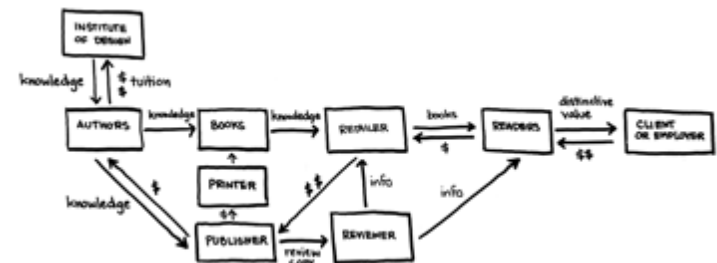 INSTITUTE
OF DESIGN
knowledge
$ tuition
$
AUTHORS
knowledge
BOOKS
knowledge
RETAILER
books
$
READERS
distinctive
value
$$
CLIENT
OR EMPLOYER
PRINTER
$
knowledge
$$
$$
info
info
PUBLISHER
review
copy
REVIEWER